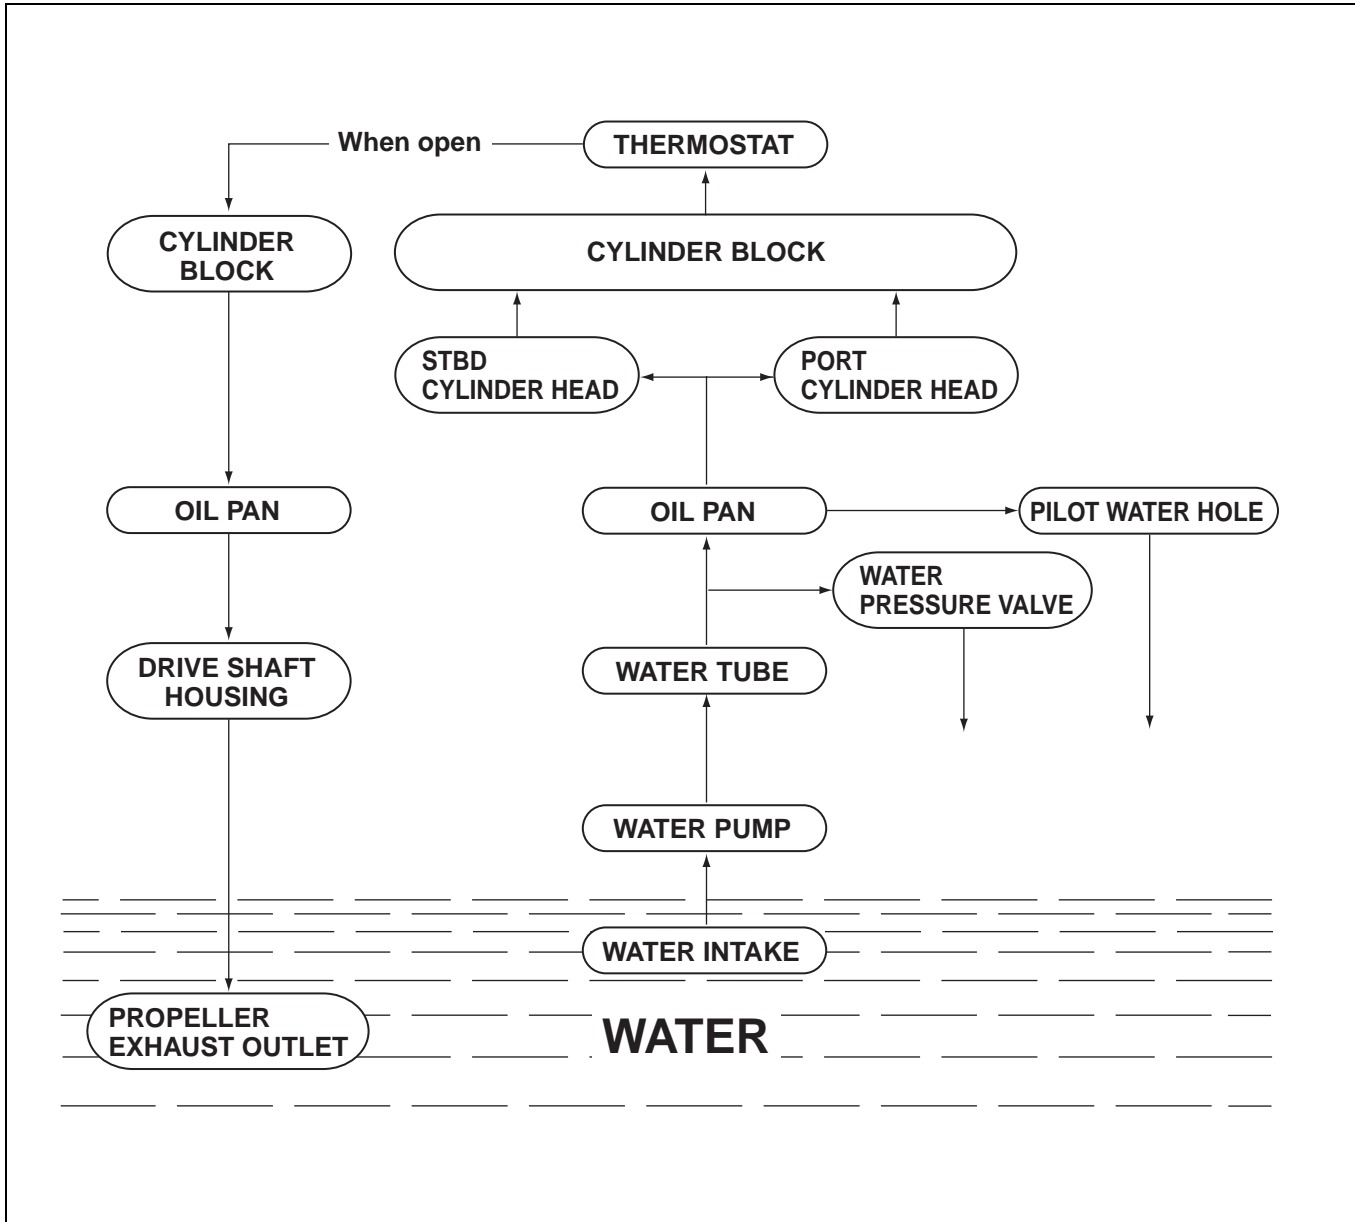 When open
THERMOSTAT
CYLINDER
BLOCK
CYLINDER BLOCK
STBD
CYLINDER HEAD
PORT
CYLINDER HEAD
OIL PAN
OIL PAN
PILOT WATER HOLE
WATER
PRESSURE VALVE
DRIVE SHAFT
HOUSING
WATER TUBE
WATER PUMP
WATER INTAKE
PROPELLER
EXHAUST OUTLET
WATER